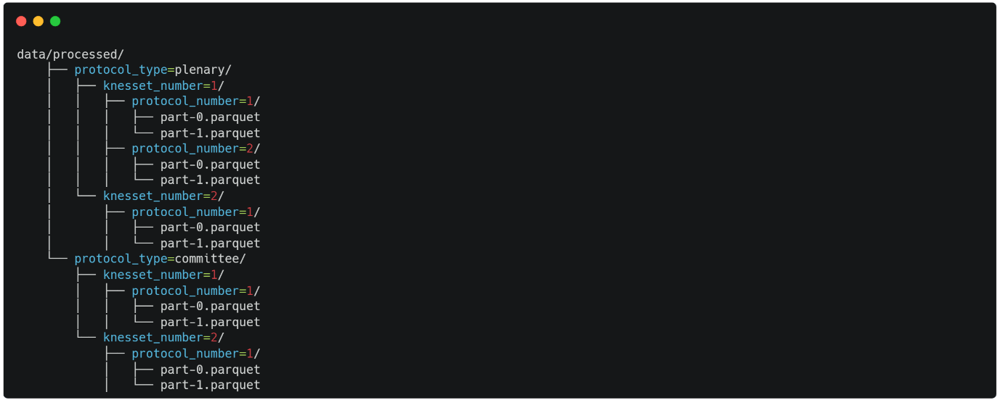 data/processed/
    ├── protocol_type=plenary/
    │   ├── knesset_number=1/
    │   │   ├── protocol_number=1/
    │   │   │   ├── part-0.parquet
    │   │   │   └── part-1.parquet
    │   │   ├── protocol_number=2/
    │   │   │   ├── part-0.parquet
    │   │   │   └── part-1.parquet
    │   └── knesset_number=2/
    │       ├── protocol_number=1/
    │       │   ├── part-0.parquet
    │       │   └── part-1.parquet
    └── protocol_type=committee/
        ├── knesset_number=1/
        │   ├── protocol_number=1/
        │   │   ├── part-0.parquet
        │   │   └── part-1.parquet
        └── knesset_number=2/
            ├── protocol_number=1/
            │   ├── part-0.parquet
            │   └── part-1.parquet